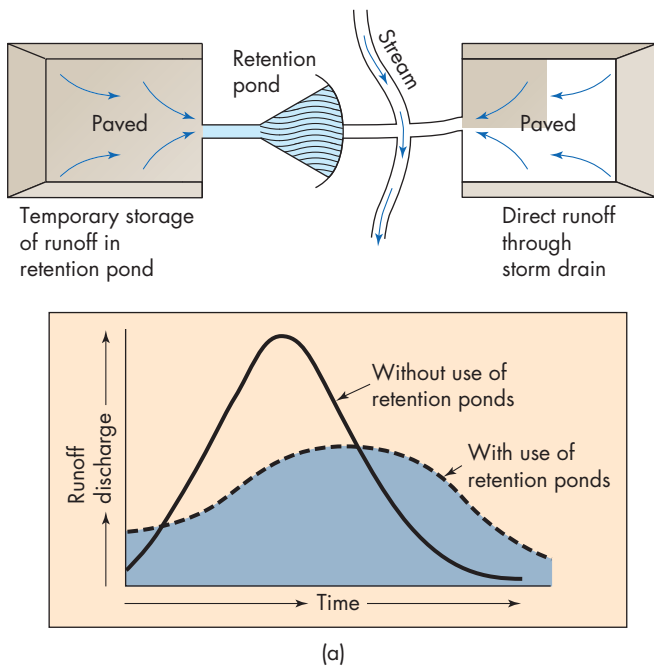 Retention
pond
Stream
Paved
Paved
Temporary storage
of runoff in
retention pond
Direct runoff
through
storm drain
Runoff
discharge
Without use of
retention ponds
With use of
retention ponds
Time
(a)